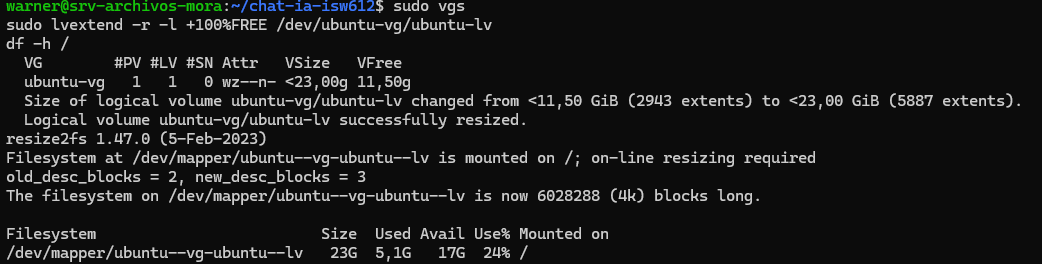 warner@srv-archivos-mora:~/chat-ia-isw612$ sudo vgs
sudo lvextend -r -l +100%FREE /dev/ubuntu-vg/ubuntu-lv
df -h /
  VG        #PV #LV #SN Attr   VSize   VFree
  ubuntu-vg   1   1   0 wz--n- <23,00g 11,50g
  Size of logical volume ubuntu-vg/ubuntu-lv changed from <11,50 GiB (2943 extents) to <23,00 GiB (5887 extents).
  Logical volume ubuntu-vg/ubuntu-lv successfully resized.
resize2fs 1.47.0 (5-Feb-2023)
Filesystem at /dev/mapper/ubuntu--vg-ubuntu--lv is mounted on /; on-line resizing required
old_desc_blocks = 2, new_desc_blocks = 3
The filesystem on /dev/mapper/ubuntu--vg-ubuntu--lv is now 6028288 (4k) blocks long.

Filesystem                         Size  Used Avail Use% Mounted on
/dev/mapper/ubuntu--vg-ubuntu--lv   23G  5,1G   17G  24% /